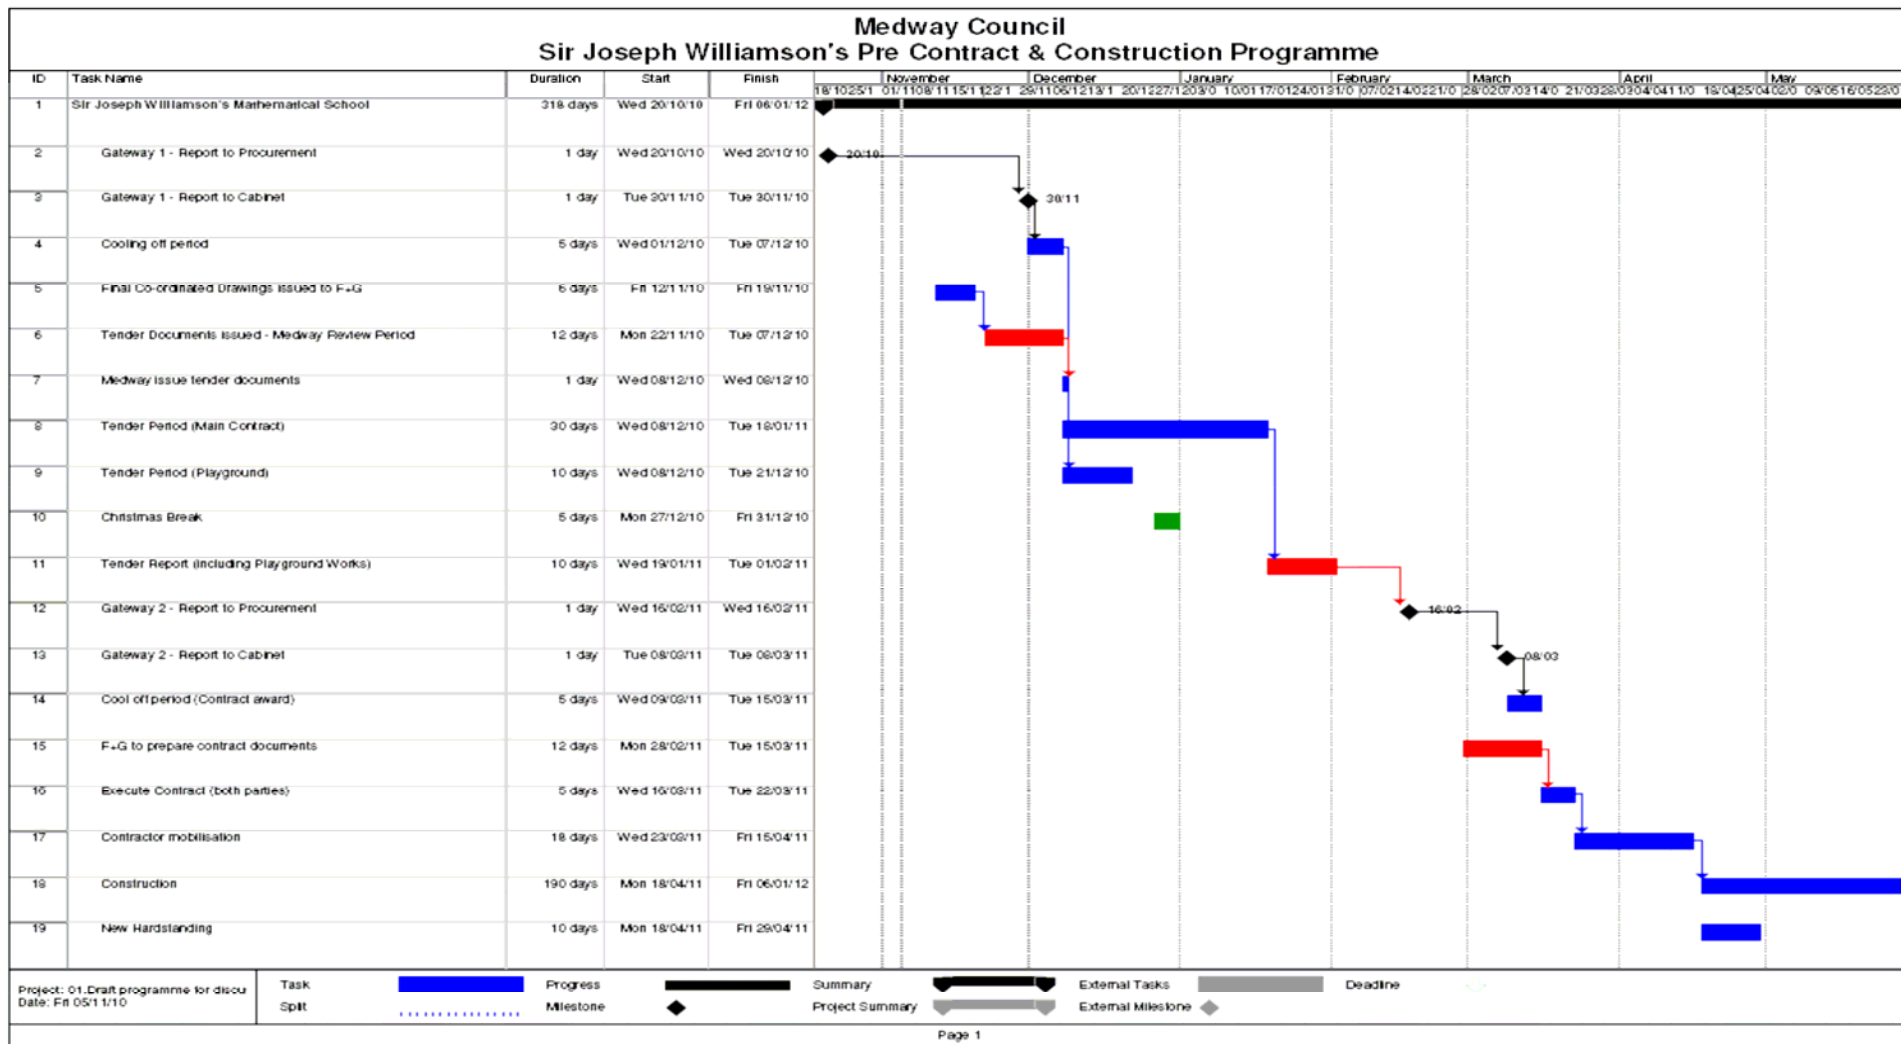 Medway Council
Sir Joseph Williamson's Pre Contract & Construction Programme
ID Task Name Duration Start Finish November December January February March April May
1 Sir Joseph Williamson's Mathematical School 318 days Wed 20/10/10 Fri 06/01/12
2 Gateway 1 - Report to Procurement 1 day Wed 20/10/10 Wed 20/10/10 20/10
3 Gateway 1 - Report to Cabinet 1 day Tue 30/11/10 Tue 30/11/10 30/11
4 Cooling off period 5 days Wed 01/12/10 Tue 07/12/10
5 Final Co-ordinated Drawings issued to F+G 6 days Fri 12/11/10 Fri 19/11/10
6 Tender Documents issued - Medway Review Period 12 days Mon 22/11/10 Tue 07/12/10
7 Medway issue tender documents 1 day Wed 08/12/10 Wed 08/12/10
8 Tender Period (Main Contract) 30 days Wed 08/12/10 Tue 18/01/11
9 Tender Period (Playground) 10 days Wed 08/12/10 Tue 21/12/10
10 Christmas Break 5 days Mon 27/12/10 Fri 31/12/10
11 Tender Report (Including Playground Works) 10 days Wed 19/01/11 Tue 01/02/11
12 Gateway 2 - Report to Procurement 1 day Wed 16/02/11 Wed 16/02/11 16/02
13 Gateway 2 - Report to Cabinet 1 day Tue 08/03/11 Tue 08/03/11 08/03
14 Cool off period (Contract award) 5 days Wed 09/03/11 Tue 15/03/11
15 F+G to prepare contract documents 12 days Mon 28/02/11 Tue 15/03/11
16 Execute Contract (both parties) 5 days Wed 16/03/11 Tue 22/03/11
17 Contractor mobilisation 18 days Wed 23/03/11 Fri 15/04/11
18 Construction 190 days Mon 18/04/11 Fri 06/01/12
19 New Hardstanding 10 days Mon 18/04/11 Fri 29/04/11
Project: 01.Draft programme for discu
Date: Fri 05/11/10
Task Progress Summary External Tasks Deadline
Split Milestone Project Summary External Milestone
Page 1